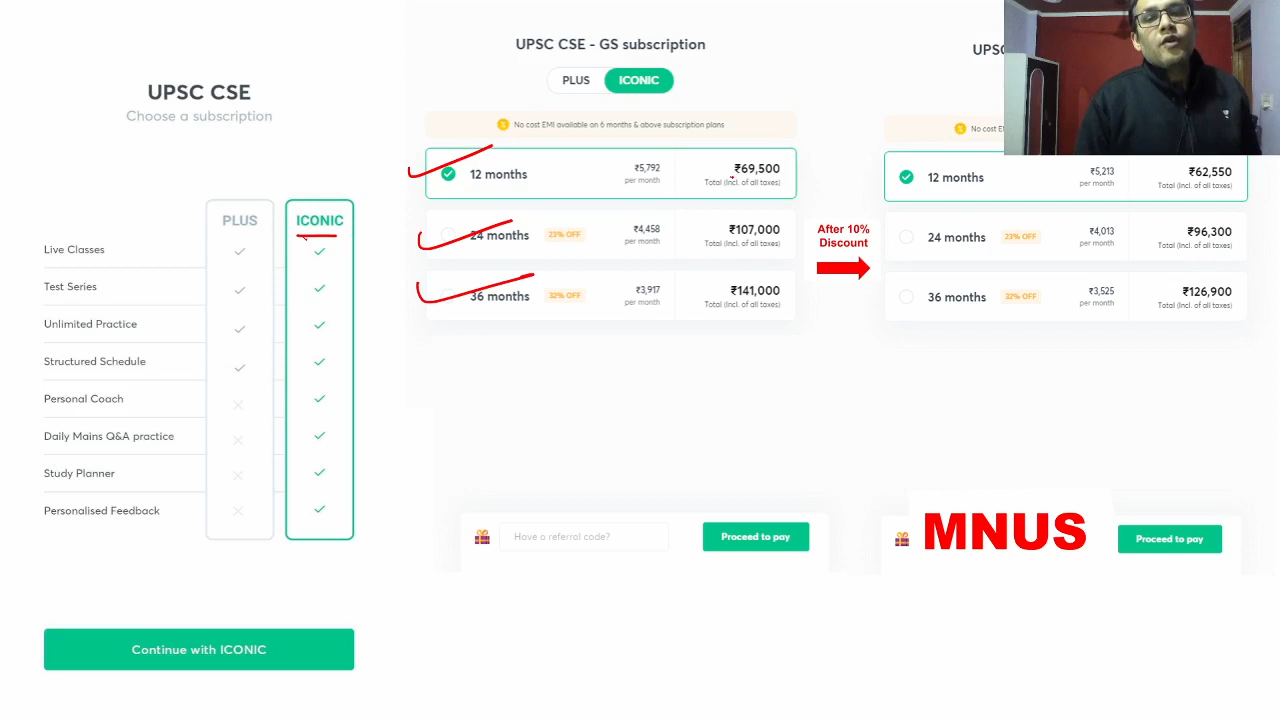 UPSC CSE
Choose a subscription
PLUS
ICONIC
Live Classes
Test Series
Unlimited Practice
Structured Schedule
Personal Coach
Daily Mains Q&A practice
Study Planner
Personalised Feedback
Continue with ICONIC
UPSC CSE - GS subscription
PLUS ICONIC
No cost EMI available on 6 months & above subscription plans
12 months ₹5,792 ₹69,500
per month Total (Incl. of all taxes)
24 months 23% OFF ₹4,458 ₹107,000
per month Total (Incl. of all taxes)
36 months 32% OFF ₹3,917 ₹141,000
per month Total (Incl. of all taxes)
Have a referral code? Proceed to pay
After 10%
Discount
No cost
12 months ₹5,213 ₹62,550
per month Total (Incl. of all taxes)
24 months 23% OFF ₹4,013 ₹96,300
per month Total (Incl. of all taxes)
36 months 32% OFF ₹3,525 ₹126,900
per month Total (Incl. of all taxes)
MNUS Proceed to pay